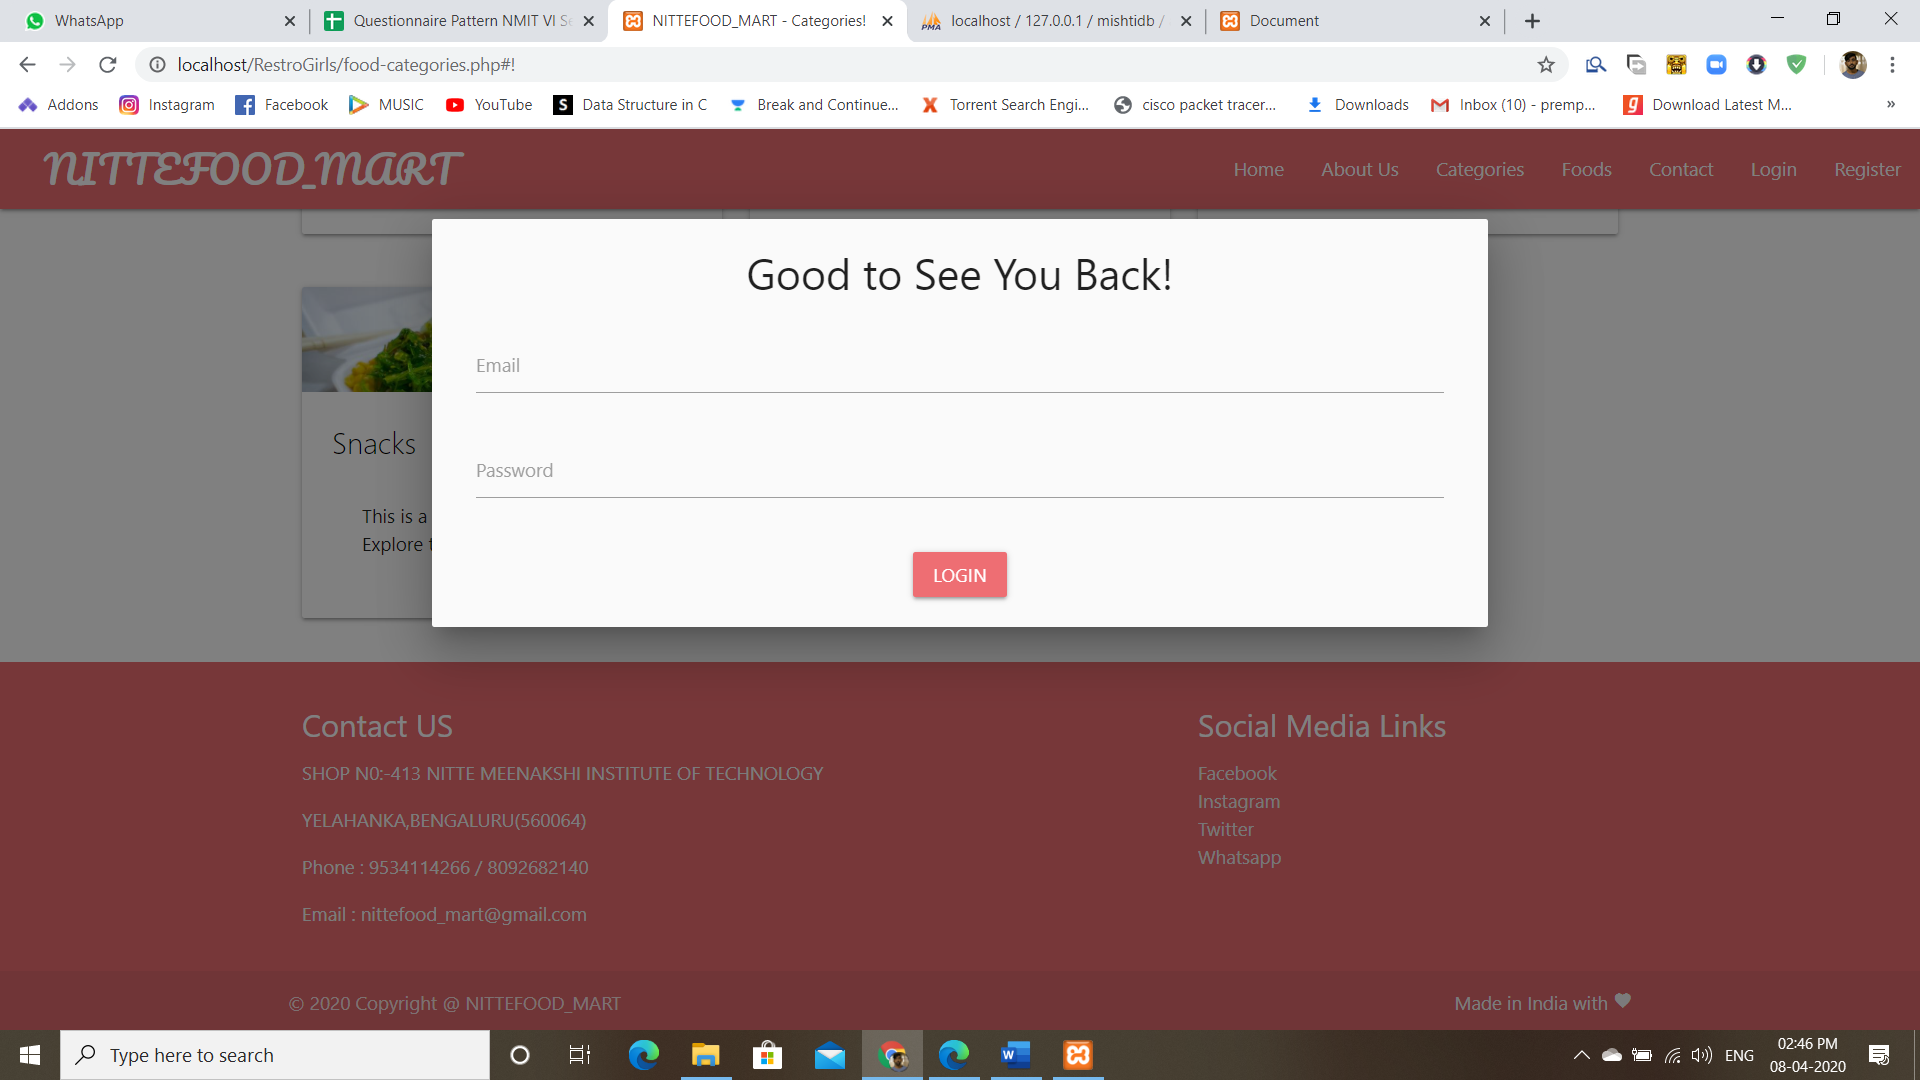 WhatsApp
Questionnaire Pattern NMIT VI Se
NITTEFOOD_MART - Categories!
localhost / 127.0.0.1 / mishtidb /
Document
localhost/RestroGirls/food-categories.php#!
Addons
Instagram
Facebook
MUSIC
YouTube
S
Data Structure in C
Break and Continue...
Torrent Search Engi...
cisco packet tracer...
Downloads
Inbox (10) - premp...
Download Latest M...
»
NITTEFOOD_MART
Home
About Us
Categories
Foods
Contact
Login
Register
Good to See You Back!
Email
Password
LOGIN
Snacks
This is a
Explore
Contact US
SHOP N0:-413 NITTE MEENAKSHI INSTITUTE OF TECHNOLOGY
YELAHANKA,BENGALURU(560064)
Phone : 9534114266 / 8092682140
Email : nittefood_mart@gmail.com
Social Media Links
Facebook
Instagram
Twitter
Whatsapp
© 2020 Copyright @ NITTEFOOD_MART
Made in India with
Type here to search
ENG
02:46 PM
08-04-2020